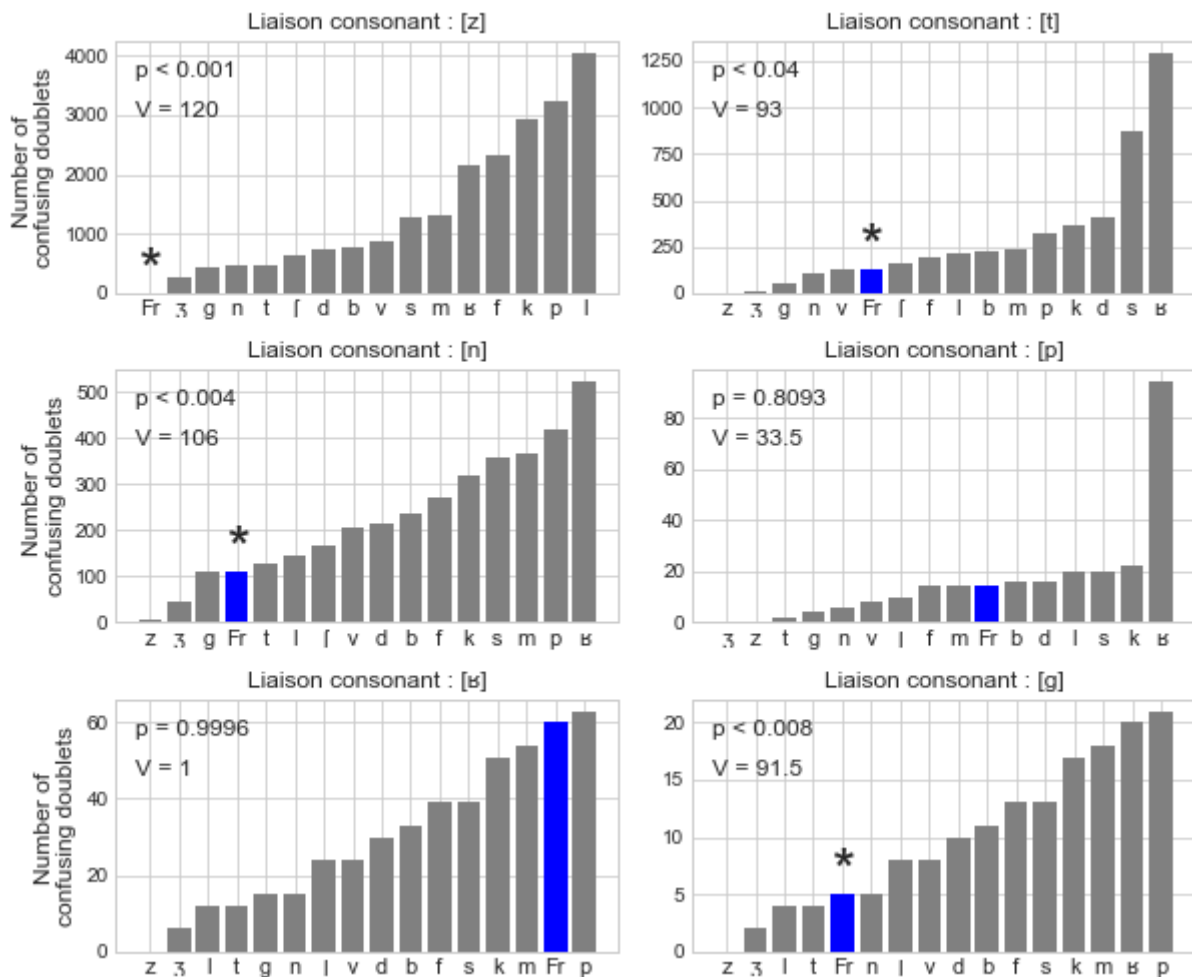 Liaison consonant : [z]
Number of
confusing doublets
4000
3000
2000
1000
0
p < 0.001
V = 120
*
Fr ʒ g n t ʃ d b v s m ʁ f k p l
Liaison consonant : [t]
1250
1000
750
500
250
0
p < 0.04
V = 93
*
z ʒ g n v Fr ʃ f l b m p k d s ʁ
Liaison consonant : [n]
Number of
confusing doublets
500
400
300
200
100
0
p < 0.004
V = 106
*
z ʒ g Fr t l ʃ v d b f k s m p ʁ
Liaison consonant : [p]
80
60
40
20
0
p = 0.8093
V = 33.5
ʒ z t g n v ʃ f m Fr b d l s k ʁ
Liaison consonant : [ʁ]
Number of
confusing doublets
60
40
20
0
p = 0.9996
V = 1
z ʒ l t g n ʃ v d b f s k m Fr p
Liaison consonant : [g]
20
15
10
5
0
p < 0.008
V = 91.5
*
z ʒ l t Fr n ʃ v d b f s k m ʁ p